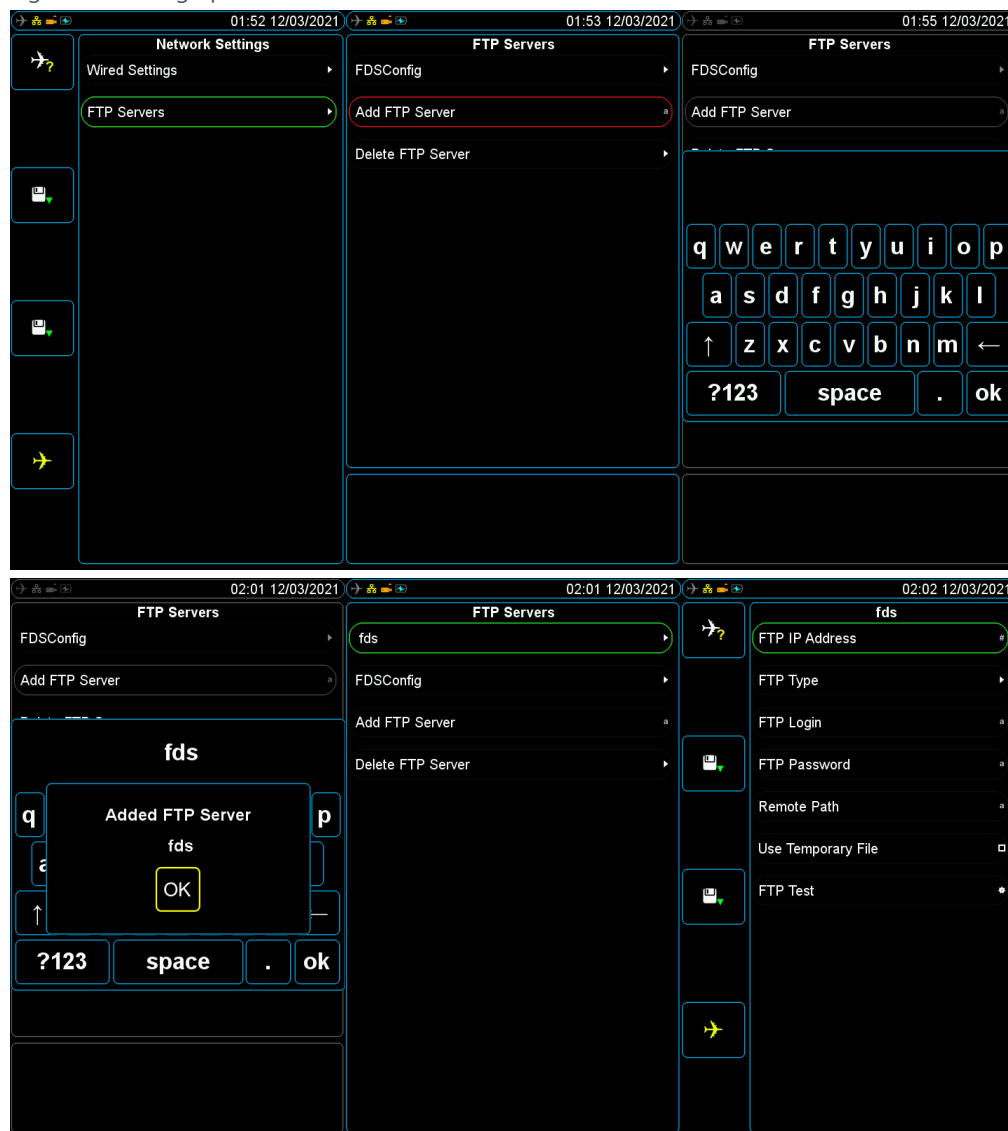 01:52 12/03/2021
Network Settings
Wired Settings
FTP Servers
01:53 12/03/2021
FTP Servers
FDSConfig
Add FTP Server a
Delete FTP Server
01:55 12/03/2021
FTP Servers
FDSConfig
Add FTP Server a
q w e r t y u i o p
a s d f g h j k l
↑ z x c v b n m ←
?123 space . ok
02:01 12/03/2021
FTP Servers
FDSConfig
Add FTP Server a
fds
q p
Added FTP Server
fds
OK
?123 space . ok
02:01 12/03/2021
FTP Servers
fds
FDSConfig
Add FTP Server a
Delete FTP Server
02:02 12/03/2021
fds
FTP IP Address #
FTP Type
FTP Login a
FTP Password a
Remote Path a
Use Temporary File
FTP Test